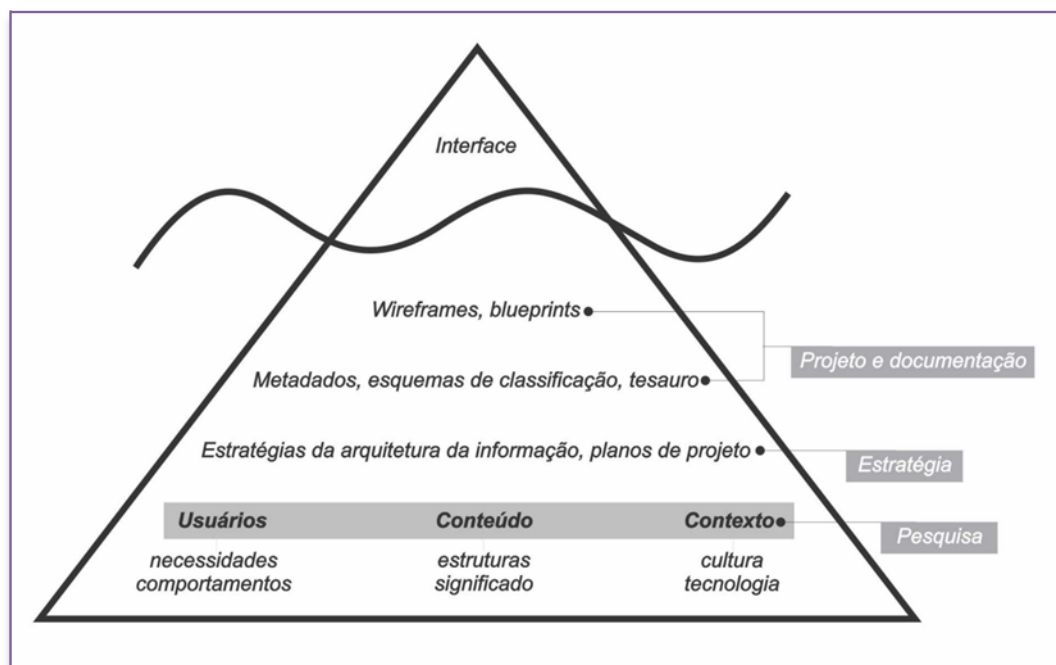 Interface
Wireframes, blueprints
Projeto e documentação
Metadados, esquemas de classificação, tesauro
Estratégias da arquitetura da informação, planos de projeto
Estratégia
Usuários Conteúdo Contexto
Pesquisa
necessidades estruturas cultura
comportamentos significado tecnologia